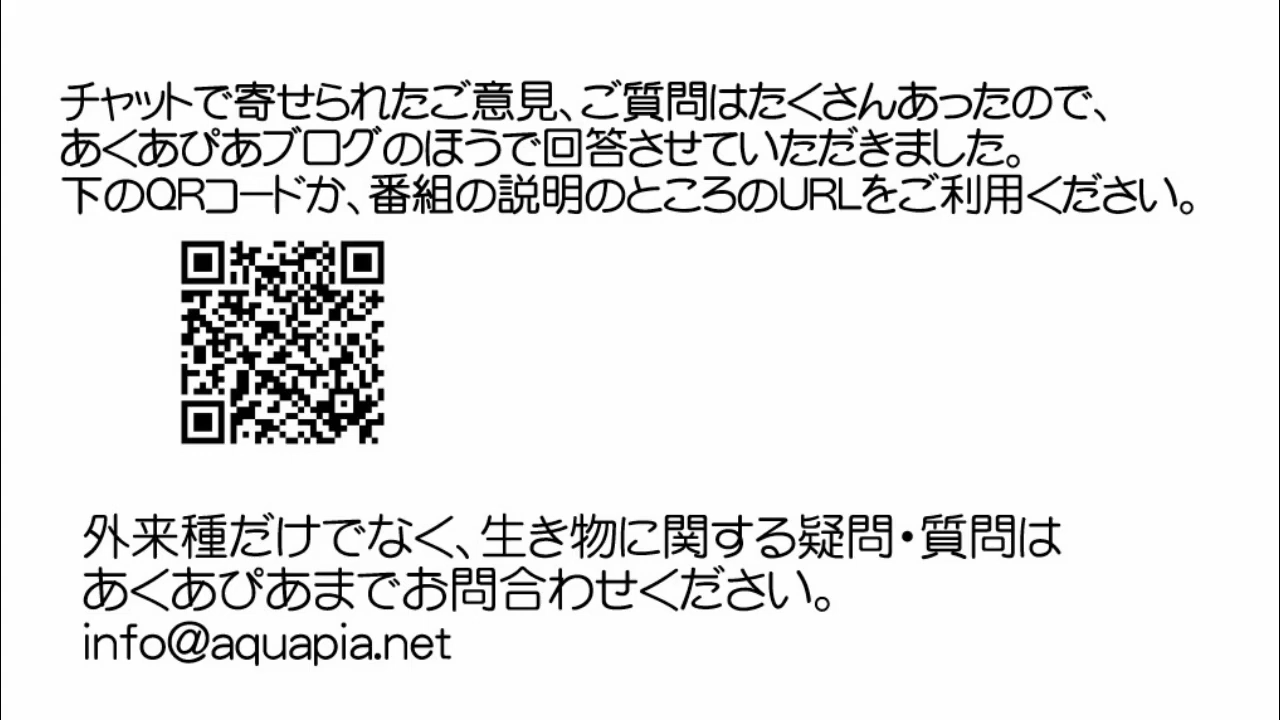 チャットで寄せられたご意見、ご質問はたくさんあったので、
あくあぴあブログのほうで回答させていただきました。
下のQRコードか、番組の説明のところのURLをご利用ください。
外来種だけでなく、生き物に関する疑問・質問は
あくあぴあまでお問合わせください。
info@aquapia.net